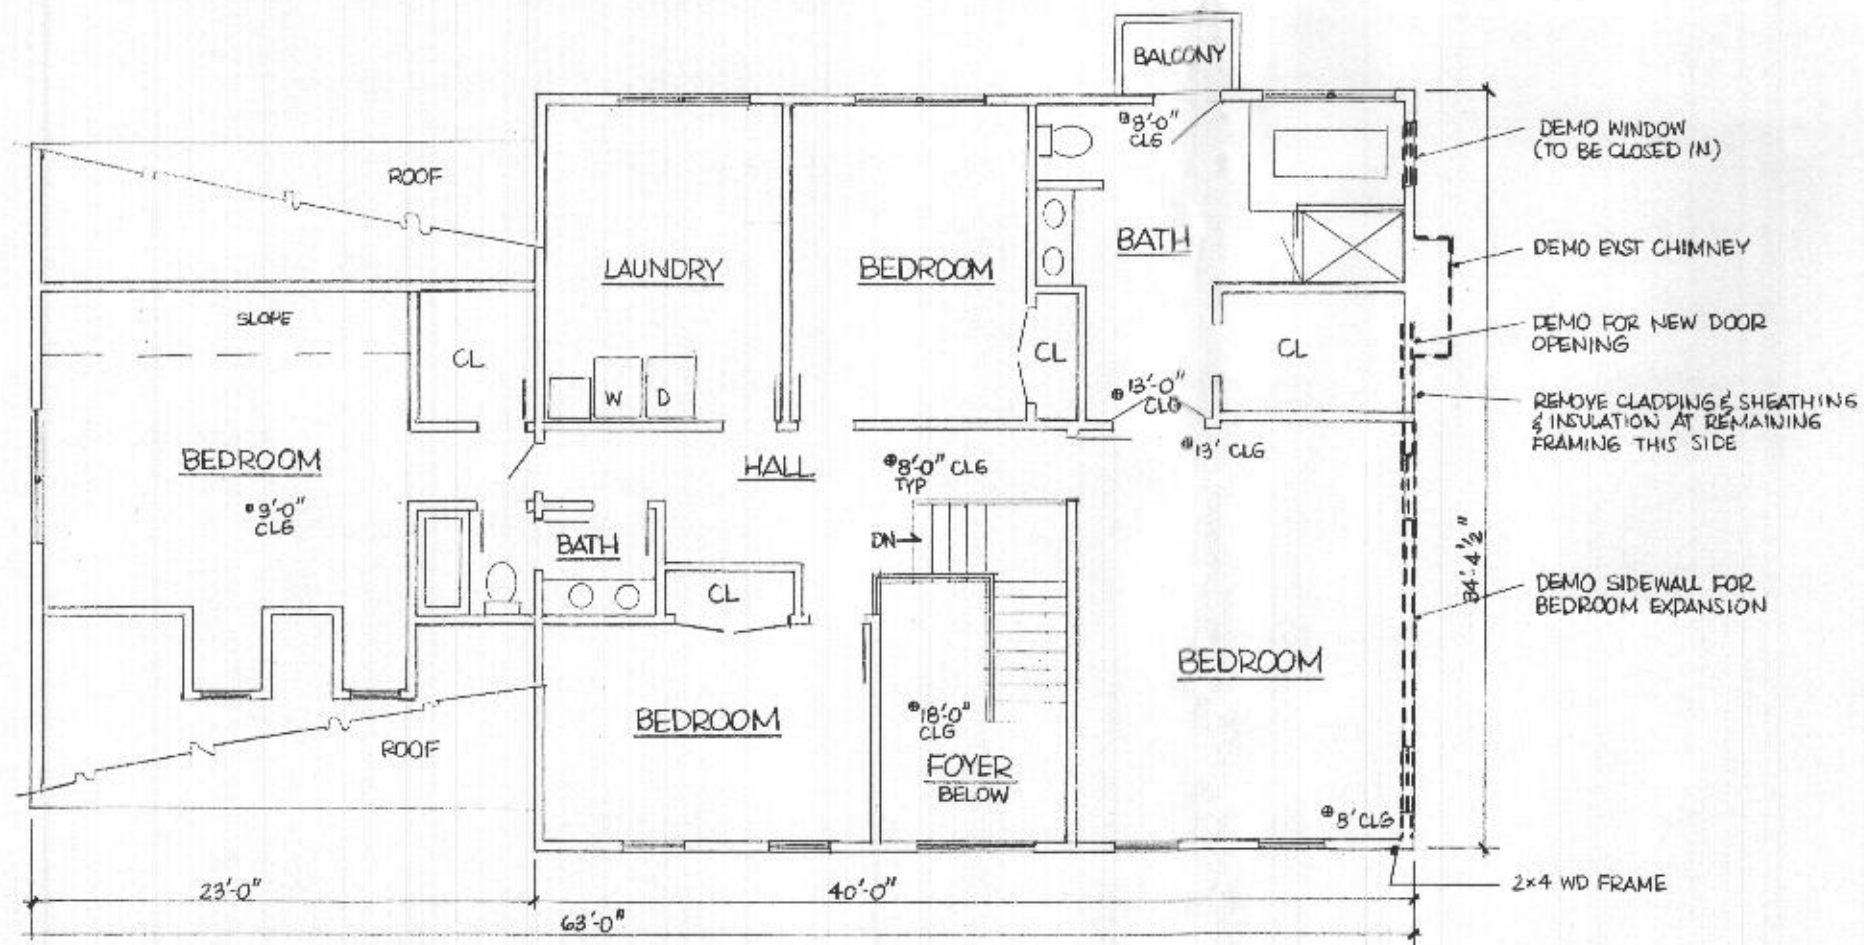 BALCONY
8'-0"
CLG
DEMO WINDOW
(TO BE CLOSED IN)
ROOF
LAUNDRY
BEDROOM
BATH
DEMO EXST CHIMNEY
SLOPE
CL
CL
CL
DEMO FOR NEW DOOR
OPENING
W D
13'-0"
CLG
REMOVE CLADDING & SHEATHING
& INSULATION AT REMAINING
FRAMING THIS SIDE
BEDROOM
HALL
8'-0" CLG
TYP
13' CLG
9'-0"
CLG
BATH
DN
34'-4 1/2"
CL
DEMO SIDEWALL FOR
BEDROOM EXPANSION
BEDROOM
BEDROOM
18'-0"
CLG
ROOF
FOYER
BELOW
8' CLG
23'-0"
40'-0"
2x4 WD FRAME
63'-0"